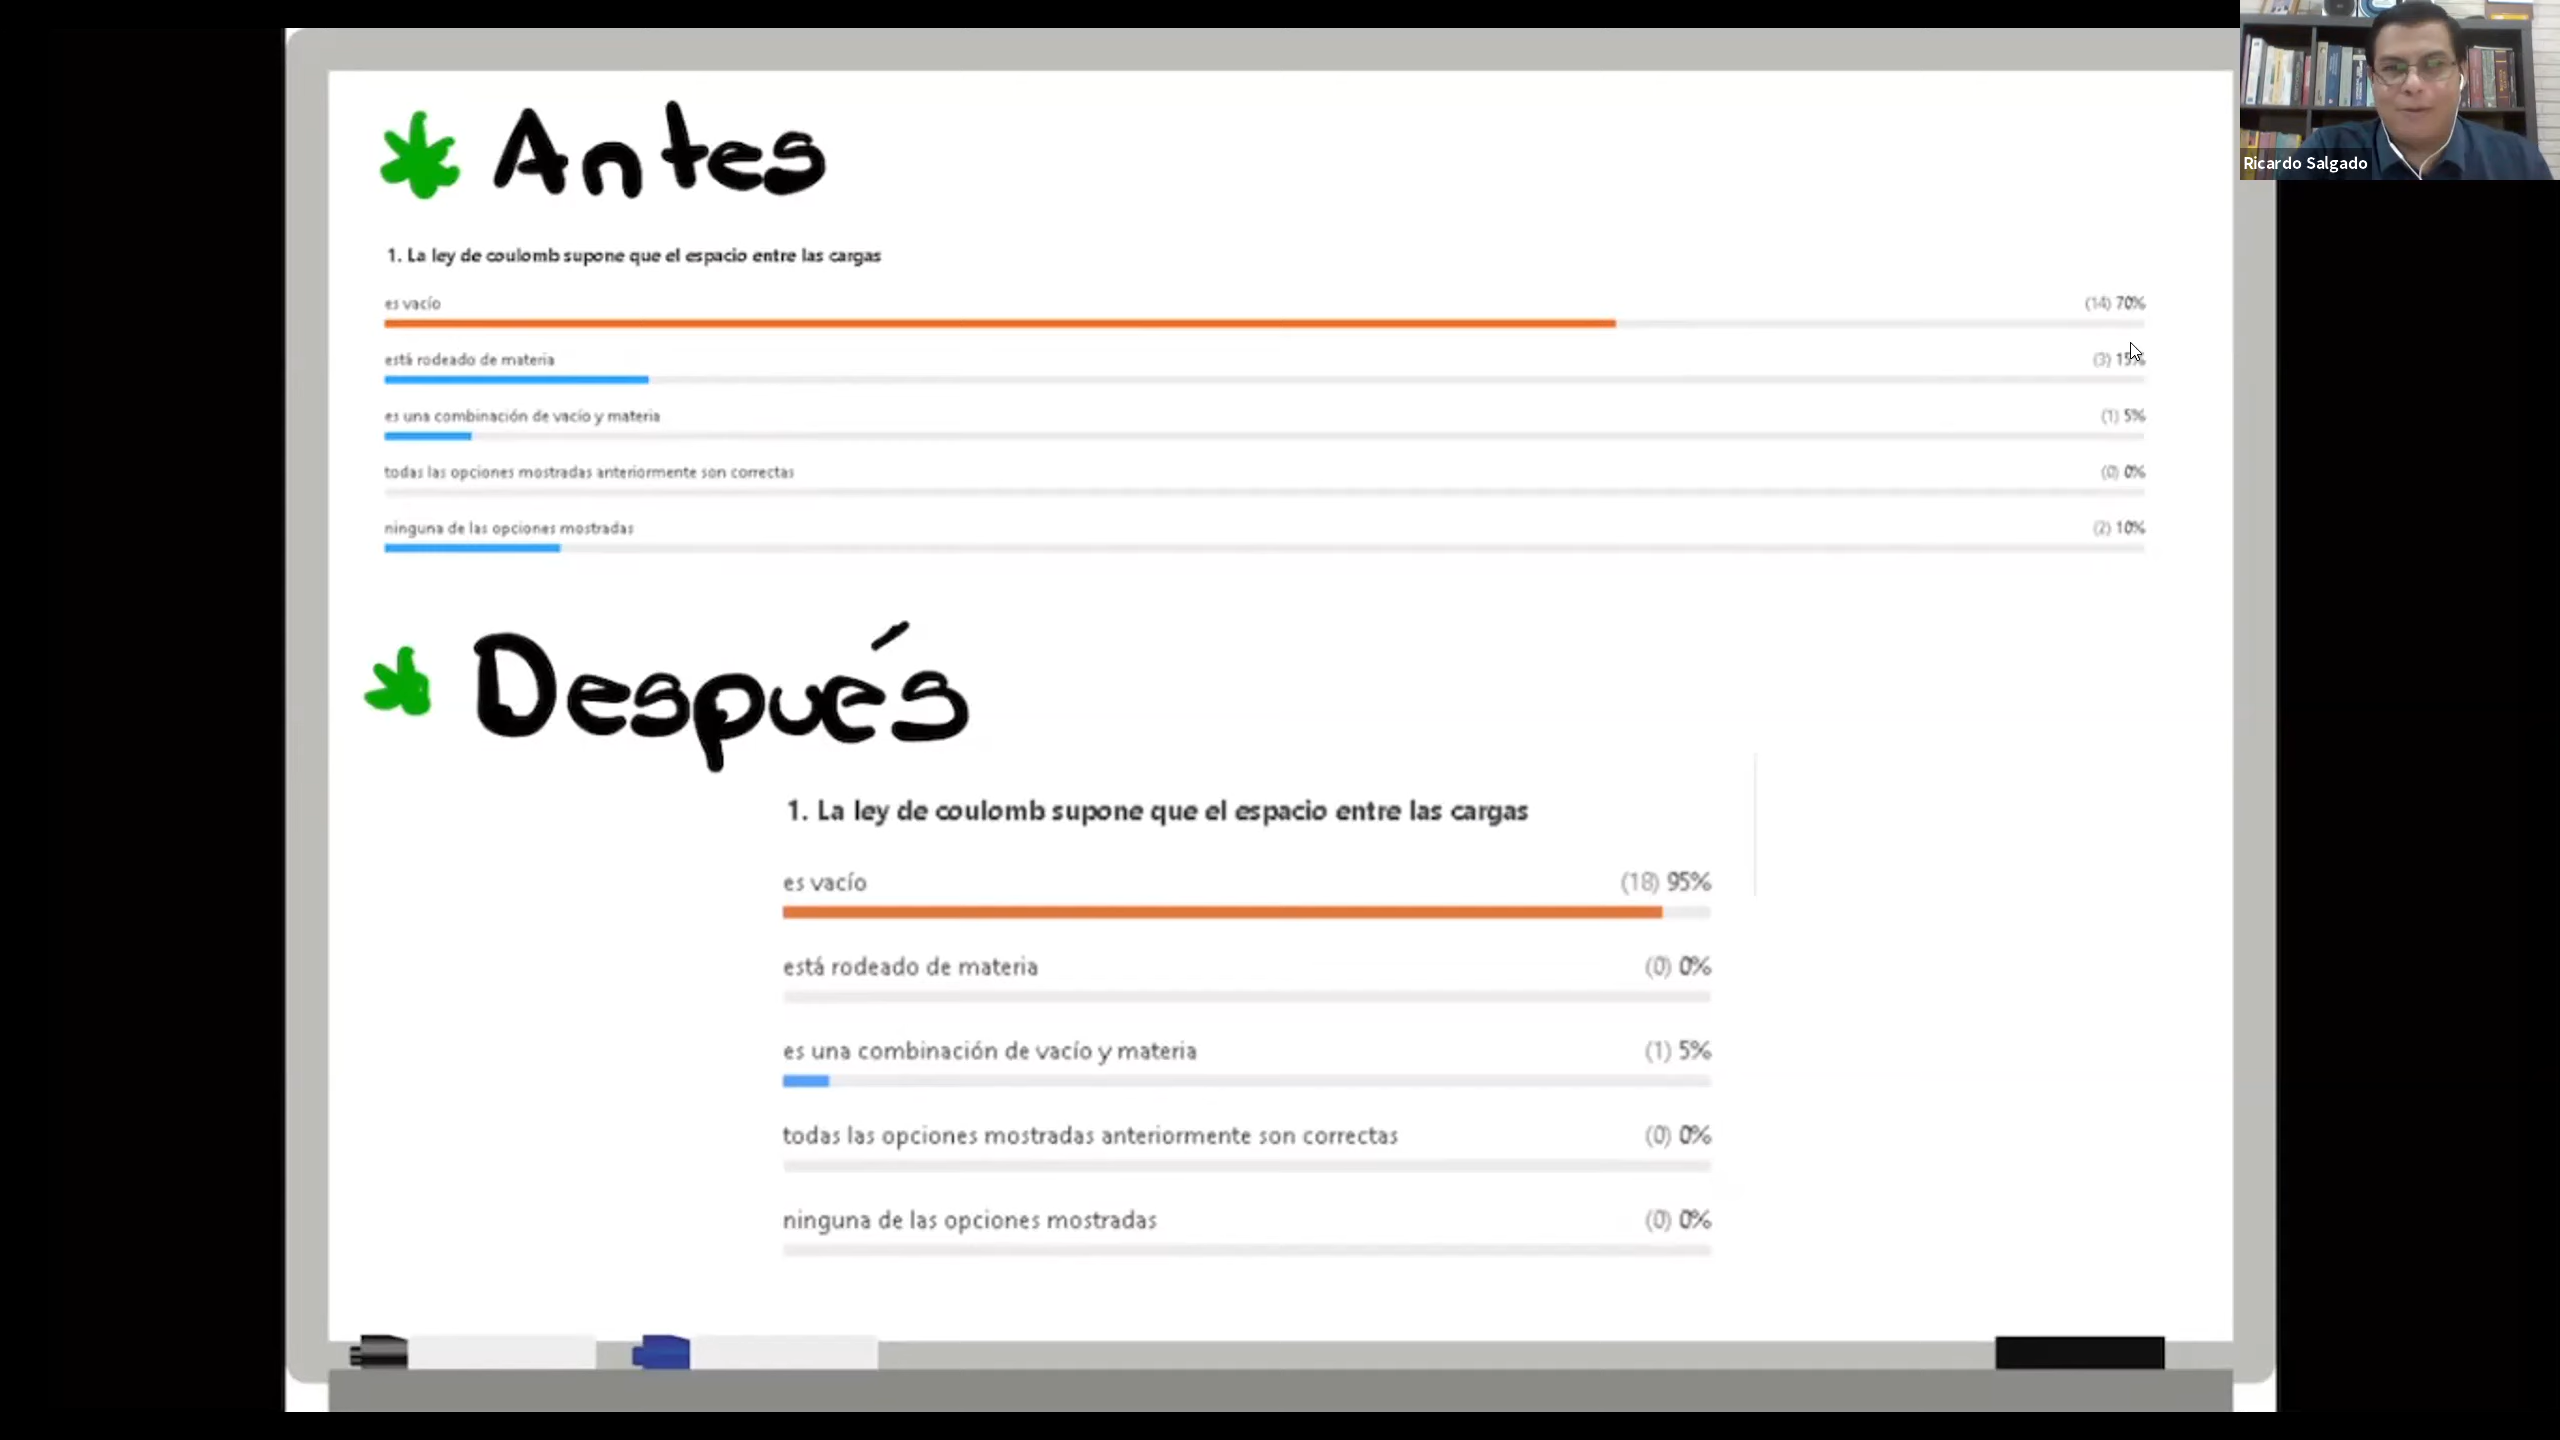 Antes
1. La ley de coulomb supone que el espacio entre las cargas
es vacío (14) 70%
está rodeado de materia (3) 15%
es una combinación de vacío y materia (1) 5%
todas las opciones mostradas anteriormente son correctas (0) 0%
ninguna de las opciones mostradas (2) 10%
Después
1. La ley de coulomb supone que el espacio entre las cargas
es vacío (18) 95%
está rodeado de materia (0) 0%
es una combinación de vacío y materia (1) 5%
todas las opciones mostradas anteriormente son correctas (0) 0%
ninguna de las opciones mostradas (0) 0%
Ricardo Salgado